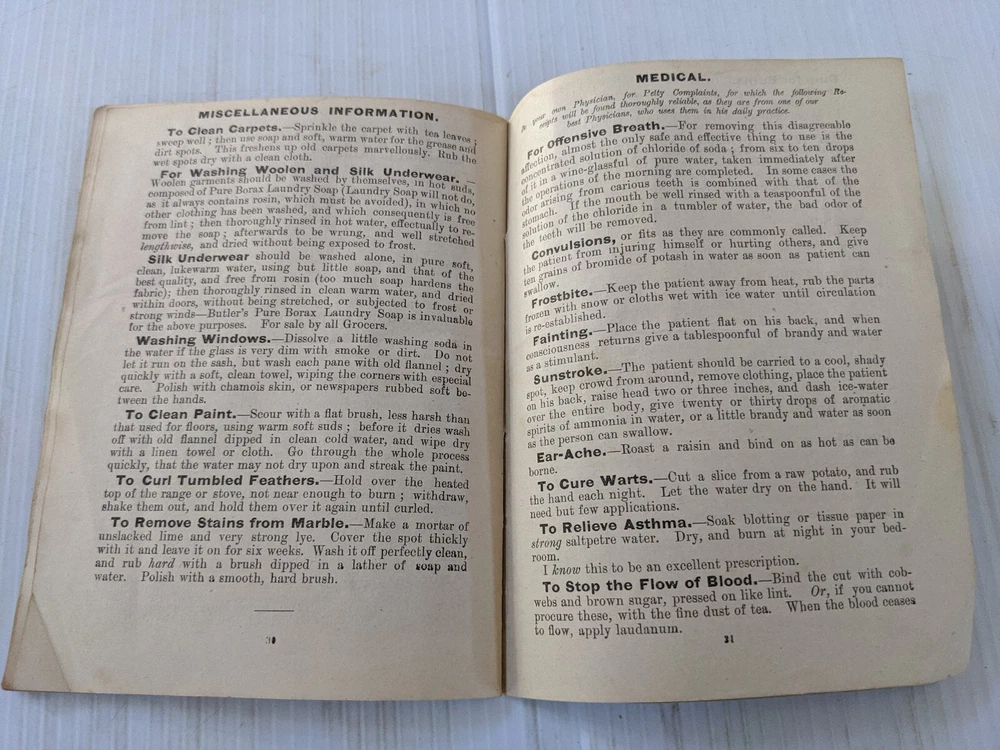 MISCELLANEOUS INFORMATION.
To Clean Carpets.—Sprinkle the carpet with tea leaves ;
sweep well ; then use soap and soft, warm water for the grease and
dirt spots. This freshens up old carpets marvellously. Rub the
wet spots dry with a clean cloth.
For Washing Woolen and Silk Underwear. —
Woolen garments should be washed by themselves, in hot suds,
composed of Pure Borax Laundry Soap (Laundry Soap will not do,
as it always contains rosin, which must be avoided), in which no
other clothing has been washed, and which consequently is free
from lint ; then thoroughly rinsed in hot water, effectually to re-
move the soap ; afterwards to be wrung, and well stretched
lengthwise, and dried without being exposed to frost.
Silk Underwear should be washed alone, in pure soft,
clean, lukewarm water, using but little soap, and that of the
best quality, and free from rosin (too much soap hardens the
fabric); then thoroughly rinsed in clean warm water, and dried
within doors, without being stretched, or subjected to frost or
strong winds—Butler's Pure Borax Laundry Soap is invaluable
for the above purposes. For sale by all Grocers.
Washing Windows.—Dissolve a little washing soda in
the water if the glass is very dim with smoke or dirt. Do not
let it run on the sash, but wash each pane with old flannel ; dry
quickly with a soft, clean towel, wiping the corners with especial
care. Polish with chamois skin, or newspapers rubbed soft be-
tween the hands.
To Clean Paint.—Scour with a flat brush, less harsh than
that used for floors, using warm soft suds ; before it dries wash
off with old flannel dipped in clean cold water, and wipe dry
with a linen towel or cloth. Go through the whole process
quickly, that the water may not dry upon and streak the paint.
To Curl Tumbled Feathers.—Hold over the heated
top of the range or stove, not near enough to burn ; withdraw,
shake them out, and hold them over it again until curled.
To Remove Stains from Marble.—Make a mortar of
unslacked lime and very strong lye. Cover the spot thickly
with it and leave it on for six weeks. Wash it off perfectly clean,
and rub hard with a brush dipped in a lather of soap and
water. Polish with a smooth, hard brush.
MEDICAL.
your own Physician, for Petty Complaints, for which the following Re-
ceipts will be found thoroughly reliable, as they are from one of our
best Physicians, who uses them in his daily practice.
For Offensive Breath.—For removing this disagreeable
affection, almost the only safe and effective thing to use is the
concentrated solution of chloride of soda ; from six to ten drops
of it in a wine-glassful of pure water, taken immediately after
the operations of the morning are completed. In some cases the
odor arising from carious teeth is combined with that of the
stomach. If the mouth be well rinsed with a teaspoonful of the
solution of the chloride in a tumbler of water, the bad odor of
the teeth will be removed.
Convulsions, or fits as they are commonly called. Keep
the patient from injuring himself or hurting others, and give
ten grains of bromide of potash in water as soon as patient can
swallow.
Frostbite.—Keep the patient away from heat, rub the parts
frozen with snow or cloths wet with ice water until circulation
is re-established.
Fainting.—Place the patient flat on his back, and when
consciousness returns give a tablespoonful of brandy and water
as a stimulant.
Sunstroke.—The patient should be carried to a cool, shady
spot, keep crowd from around, remove clothing, place the patient
on his back, raise head two or three inches, and dash ice-water
over the entire body, give twenty or thirty drops of aromatic
spirits of ammonia in water, or a little brandy and water as soon
as the person can swallow.
Ear-Ache.—Roast a raisin and bind on as hot as can be
borne.
To Cure Warts.—Cut a slice from a raw potato, and rub
the hand each night. Let the water dry on the hand. It will
need but few applications.
To Relieve Asthma.—Soak blotting or tissue paper in
strong saltpetre water. Dry, and burn at night in your bed-
room.
I know this to be an excellent prescription.
To Stop the Flow of Blood.—Bind the cut with cob-
webs and brown sugar, pressed on like lint. Or, if you cannot
procure these, with the fine dust of tea. When the blood ceases
to flow, apply laudanum.
31